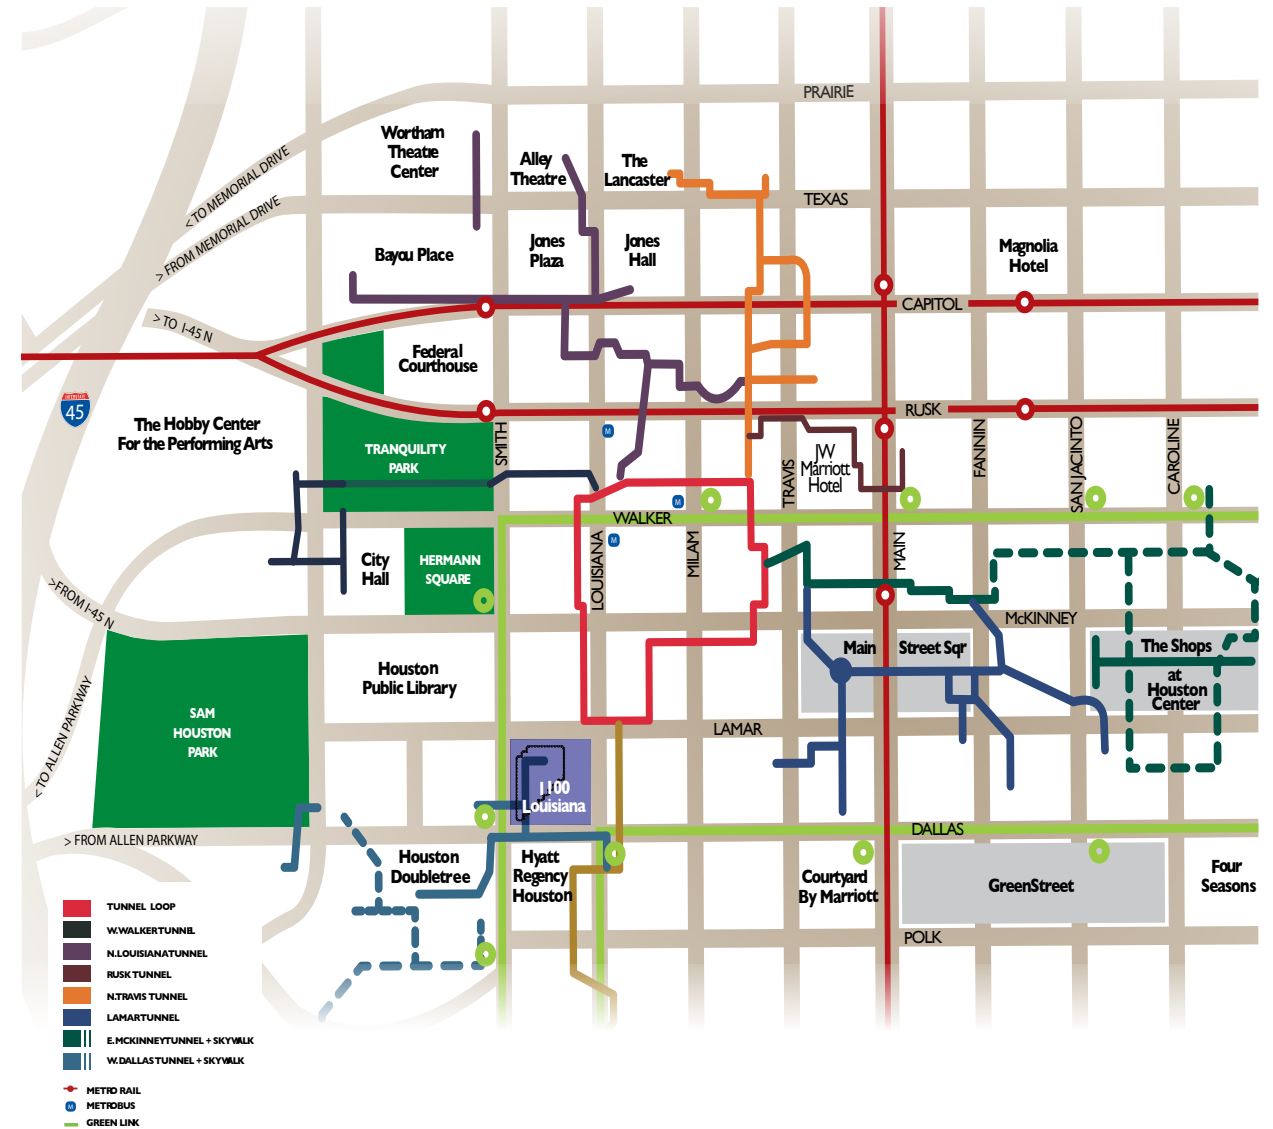 PRAIRIE
Wortham
Theatre
Center
Alley
Theatre
The
Lancaster
< TO MEMORIAL DRIVE
> FROM MEMORIAL DRIVE
TEXAS
Bayou Place
Jones
Plaza
Jones
Hall
Magnolia
Hotel
CAPITOL
> TO I-45 N
Federal
Courthouse
INTERSTATE
45
The Hobby Center
For the Performing Arts
RUSK
TRANQUILITY
PARK
SMITH
M
TRAVIS
JW
Marriott
Hotel
FANNIN
SAN JACINTO
CAROLINE
M
WALKER
M
LOUISIANA
MILAM
MAIN
City
Hall
HERMANN
SQUARE
>FROM I-45 N
McKINNEY
Main
Street Sqr
The Shops
at
Houston
Center
Houston
Public Library
SAM
HOUSTON
PARK
< TO ALLEN PARKWAY
LAMAR
1100
Louisiana
> FROM ALLEN PARKWAY
DALLAS
Houston
Doubletree
Hyatt
Regency
Houston
Courtyard
By Marriott
GreenStreet
Four
Seasons
POLK
TUNNEL LOOP
W.WALKER TUNNEL
N.LOUISIANA TUNNEL
RUSK TUNNEL
N.TRAVIS TUNNEL
LAMAR TUNNEL
E.MCKINNEY TUNNEL + SKYWALK
W.DALLAS TUNNEL + SKYWALK
METRO RAIL
M
METROBUS
GREEN LINK